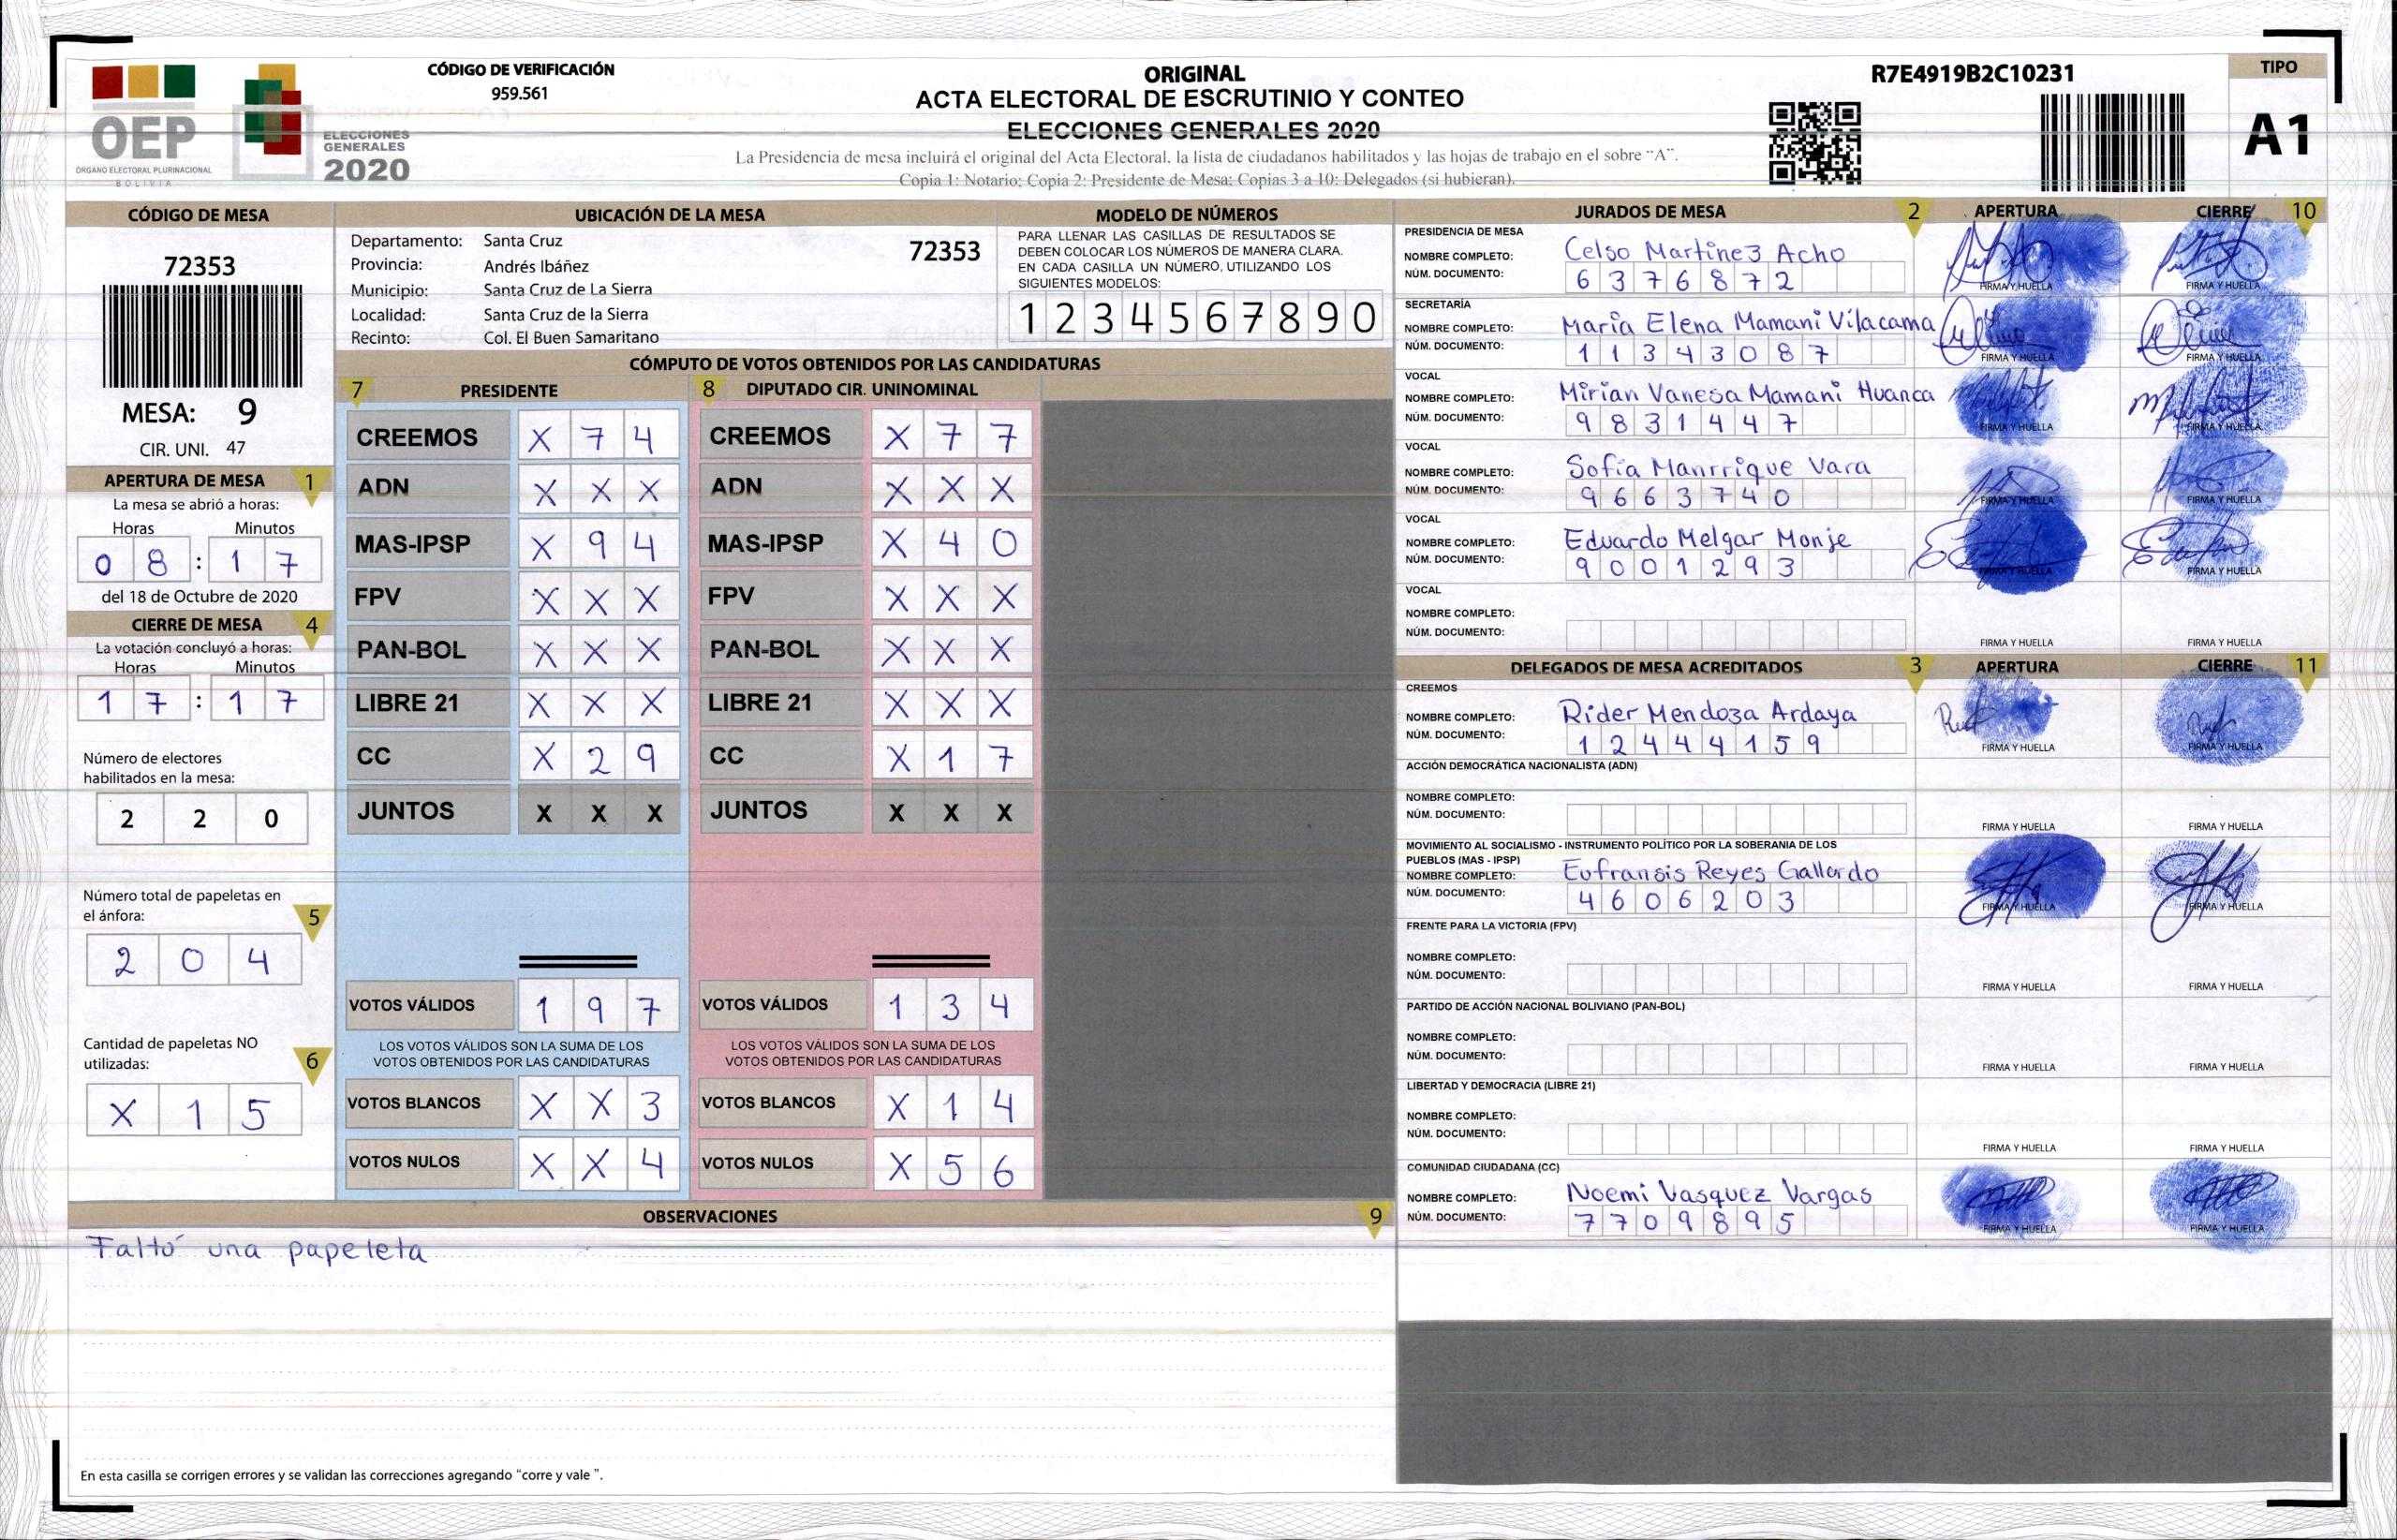 CÓDIGO DE VERIFICACIÓN
959.561
OEP
ÓRGANO ELECTORAL PLURINACIONAL
BOLIVIA
ELECCIONES
GENERALES
2020
ORIGINAL
ACTA ELECTORAL DE ESCRUTINIO Y CONTEO
ELECCIONES GENERALES 2020
La Presidencia de mesa incluirá el original del Acta Electoral, la lista de ciudadanos habilitados y las hojas de trabajo en el sobre "A".
Copia 1: Notario; Copia 2: Presidente de Mesa; Copias 3 a 10: Delegados (si hubieran).
R7E4919B2C10231
TIPO
A1
CÓDIGO DE MESA
72353
MESA: 9
CIR. UNI. 47
APERTURA DE MESA 1
La mesa se abrió a horas:
Horas Minutos
0 8 : 1 7
del 18 de Octubre de 2020
CIERRE DE MESA 4
La votación concluyó a horas:
Horas Minutos
1 7 : 1 7
Número de electores
habilitados en la mesa:
2 2 0
Número total de papeletas en
el ánfora: 5
2 0 4
Cantidad de papeletas NO
utilizadas: 6
X 1 5
UBICACIÓN DE LA MESA
Departamento: Santa Cruz 72353
Provincia: Andrés Ibáñez
Municipio: Santa Cruz de La Sierra
Localidad: Santa Cruz de la Sierra
Recinto: Col. El Buen Samaritano
MODELO DE NÚMEROS
PARA LLENAR LAS CASILLAS DE RESULTADOS SE
DEBEN COLOCAR LOS NÚMEROS DE MANERA CLARA.
EN CADA CASILLA UN NÚMERO, UTILIZANDO LOS
SIGUIENTES MODELOS:
1 2 3 4 5 6 7 8 9 0
CÓMPUTO DE VOTOS OBTENIDOS POR LAS CANDIDATURAS
7 PRESIDENTE
CREEMOS X 7 4
ADN X X X
MAS-IPSP X 9 4
FPV X X X
PAN-BOL X X X
LIBRE 21 X X X
CC X 2 9
JUNTOS X X X
VOTOS VÁLIDOS 1 9 7
LOS VOTOS VÁLIDOS SON LA SUMA DE LOS
VOTOS OBTENIDOS POR LAS CANDIDATURAS
VOTOS BLANCOS X X 3
VOTOS NULOS X X 4
8 DIPUTADO CIR. UNINOMINAL
CREEMOS X 7 7
ADN X X X
MAS-IPSP X 4 0
FPV X X X
PAN-BOL X X X
LIBRE 21 X X X
CC X 1 7
JUNTOS X X X
VOTOS VÁLIDOS 1 3 4
LOS VOTOS VÁLIDOS SON LA SUMA DE LOS
VOTOS OBTENIDOS POR LAS CANDIDATURAS
VOTOS BLANCOS X 1 4
VOTOS NULOS X 5 6
OBSERVACIONES 9
Faltó una papeleta
En esta casilla se corrigen errores y se validan las correcciones agregando "corre y vale ".
JURADOS DE MESA 2 APERTURA CIERRE 10
PRESIDENCIA DE MESA
NOMBRE COMPLETO: Celso Martinez Acho
NÚM. DOCUMENTO: 6 3 7 6 8 7 2
FIRMA Y HUELLA FIRMA Y HUELLA
SECRETARÍA
NOMBRE COMPLETO: Maria Elena Mamani Vilacama
NÚM. DOCUMENTO: 1 1 3 4 3 0 8 7
FIRMA Y HUELLA FIRMA Y HUELLA
VOCAL
NOMBRE COMPLETO: Mirian Vanesa Mamani Huanca
NÚM. DOCUMENTO: 9 8 3 1 4 4 7
FIRMA Y HUELLA FIRMA Y HUELLA
VOCAL
NOMBRE COMPLETO: Sofia Manrrique Vara
NÚM. DOCUMENTO: 9 6 6 3 7 4 0
FIRMA Y HUELLA FIRMA Y HUELLA
VOCAL
NOMBRE COMPLETO: Eduardo Melgar Monje
NÚM. DOCUMENTO: 9 0 0 1 2 9 3
FIRMA Y HUELLA FIRMA Y HUELLA
VOCAL
NOMBRE COMPLETO:
NÚM. DOCUMENTO:
FIRMA Y HUELLA FIRMA Y HUELLA
DELEGADOS DE MESA ACREDITADOS 3 APERTURA CIERRE 11
CREEMOS
NOMBRE COMPLETO: Rider Mendoza Ardaya
NÚM. DOCUMENTO: 1 2 4 4 4 1 5 9
FIRMA Y HUELLA FIRMA Y HUELLA
ACCIÓN DEMOCRÁTICA NACIONALISTA (ADN)
NOMBRE COMPLETO:
NÚM. DOCUMENTO:
FIRMA Y HUELLA FIRMA Y HUELLA
MOVIMIENTO AL SOCIALISMO - INSTRUMENTO POLÍTICO POR LA SOBERANIA DE LOS
PUEBLOS (MAS - IPSP)
NOMBRE COMPLETO: Eufransis Reyes Gallardo
NÚM. DOCUMENTO: 4 6 0 6 2 0 3
FIRMA Y HUELLA FIRMA Y HUELLA
FRENTE PARA LA VICTORIA (FPV)
NOMBRE COMPLETO:
NÚM. DOCUMENTO:
FIRMA Y HUELLA FIRMA Y HUELLA
PARTIDO DE ACCIÓN NACIONAL BOLIVIANO (PAN-BOL)
NOMBRE COMPLETO:
NÚM. DOCUMENTO:
FIRMA Y HUELLA FIRMA Y HUELLA
LIBERTAD Y DEMOCRACIA (LIBRE 21)
NOMBRE COMPLETO:
NÚM. DOCUMENTO:
FIRMA Y HUELLA FIRMA Y HUELLA
COMUNIDAD CIUDADANA (CC)
NOMBRE COMPLETO: Noemi Vasquez Vargas
NÚM. DOCUMENTO: 7 7 0 9 8 9 5
FIRMA Y HUELLA FIRMA Y HUELLA